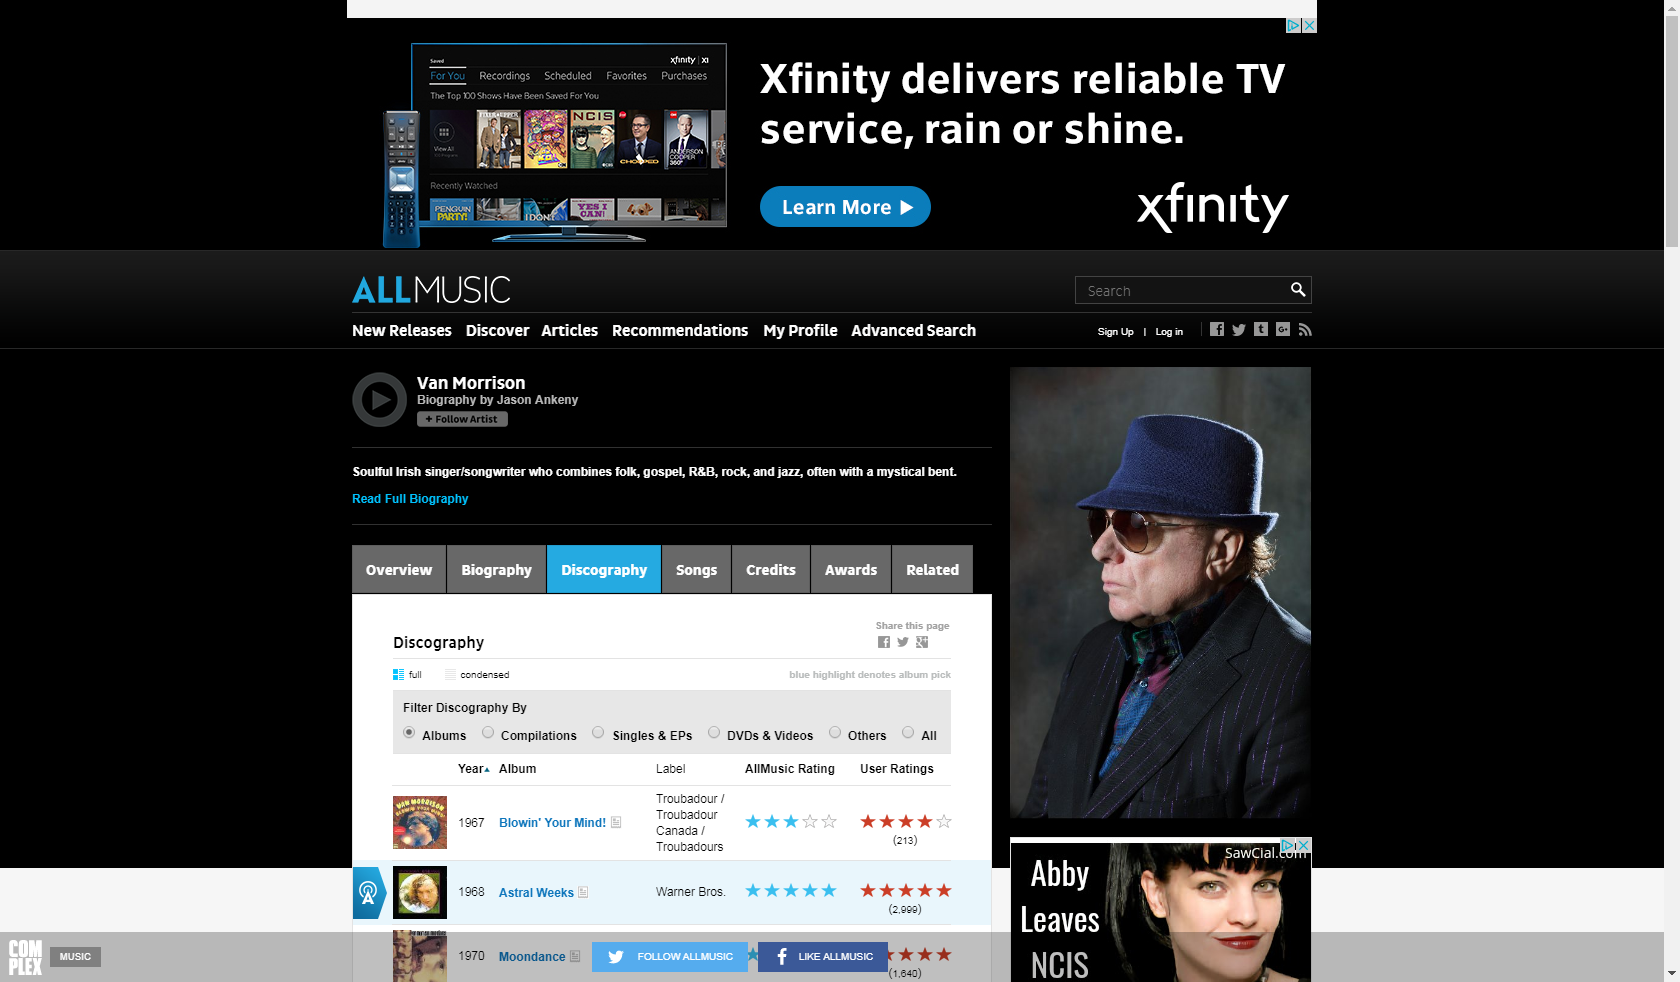 Saved
xfinity | X1
For You Recordings Scheduled Favorites Purchases
The Top 100 Shows Have Been Saved For You
View All
NCIS
CHOPPED
ANDERSON
COOPER
360°
Recently Watched
PENGUIN
PARTY!
I DON'T
YES I
CAN!
Xfinity delivers reliable TV
service, rain or shine.
Learn More
xfinity
ALLMUSIC
Search
New Releases Discover Articles Recommendations My Profile Advanced Search
Sign Up | Log in
Van Morrison
Biography by Jason Ankeny
+ Follow Artist
Soulful Irish singer/songwriter who combines folk, gospel, R&B, rock, and jazz, often with a mystical bent.
Read Full Biography
Overview Biography Discography Songs Credits Awards Related
Share this page
Discography
full condensed
blue highlight denotes album pick
Filter Discography By
Albums Compilations Singles & EPs DVDs & Videos Others All
Year Album Label AllMusic Rating User Ratings
VAN MORRISON
BLOWIN' YOUR MIND!
1967 Blowin' Your Mind! Troubadour / Troubadour Canada / Troubadours
(213)
1968 Astral Weeks Warner Bros.
(2,999)
1970 Moondance
(1,640)
SawCial.com
Abby
Leaves
NCIS
COMPLEX
MUSIC
FOLLOW ALLMUSIC
LIKE ALLMUSIC